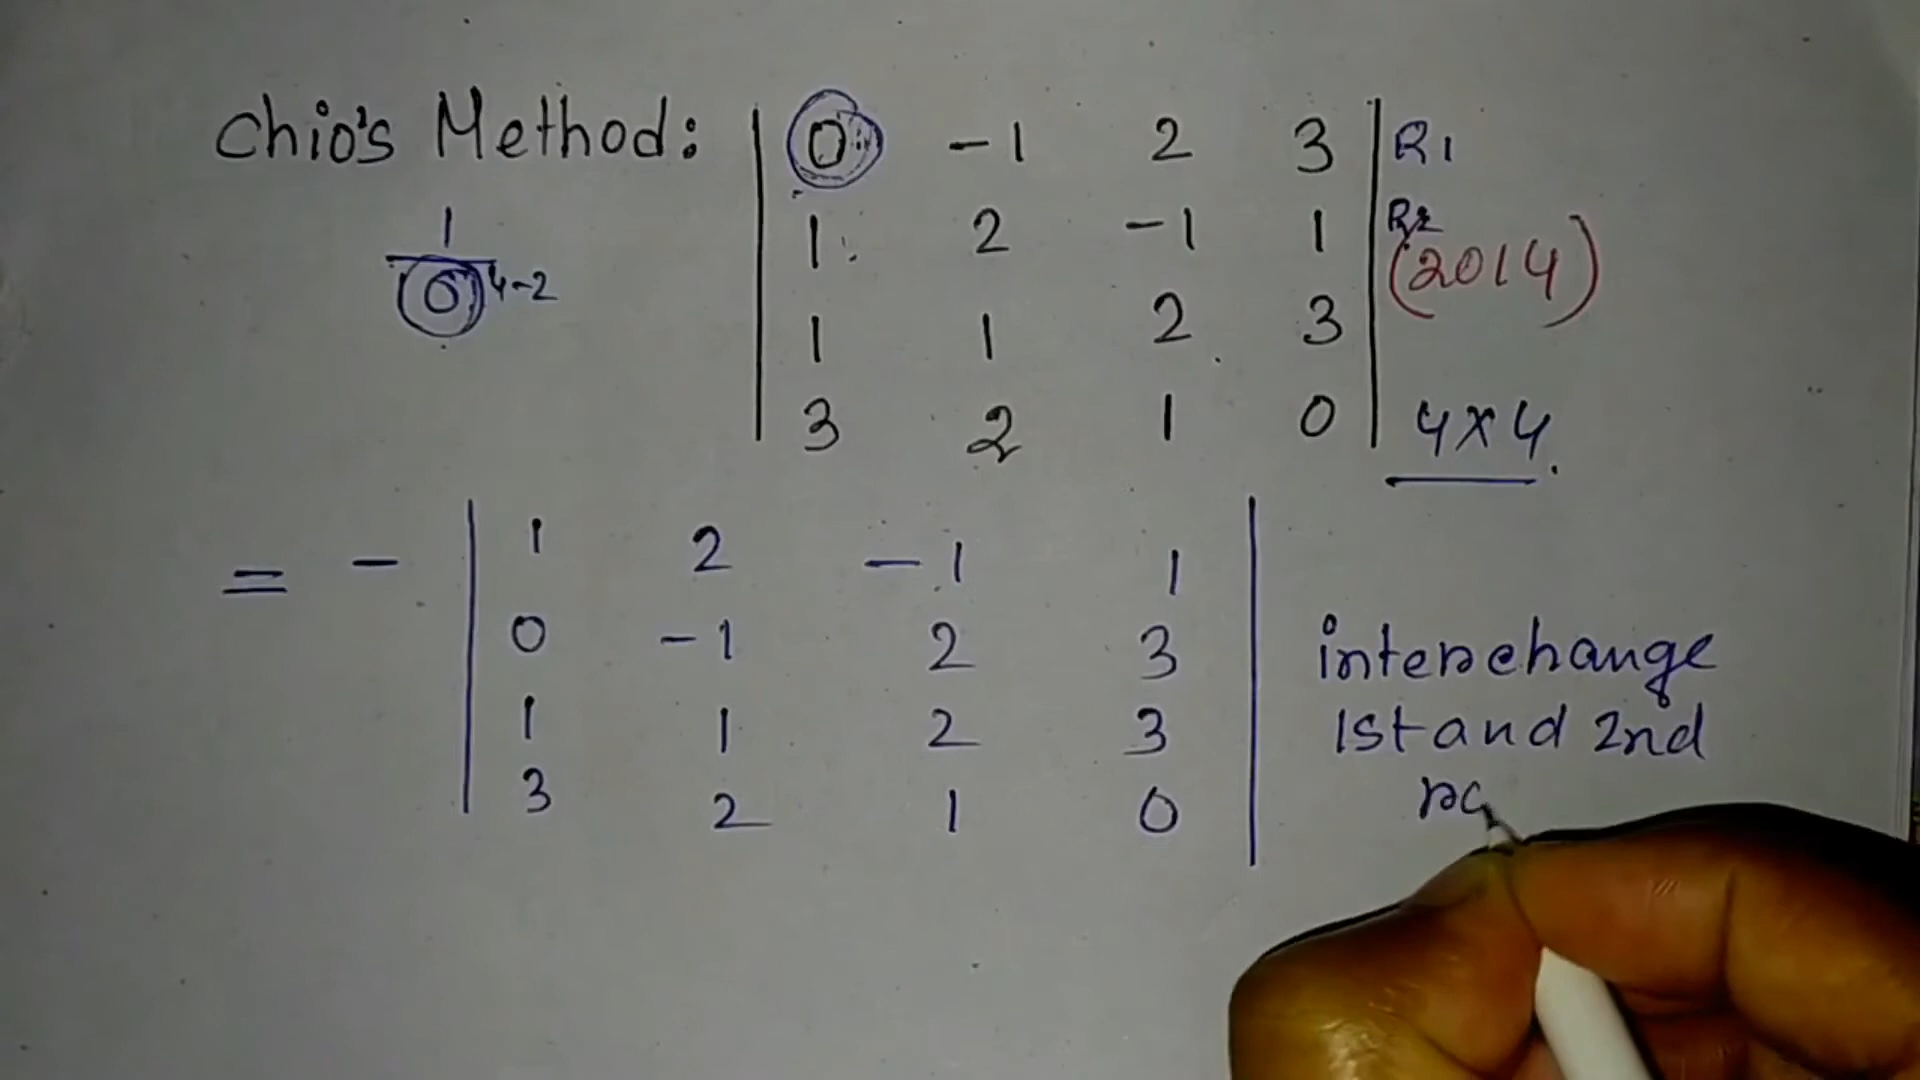 Chio's Method: | 0 -1 2 3 | R1
1 2 -1 1 R2
1/0^4-2 (2014)
1 1 2 3
3 2 1 0 4x4.
= - | 1 2 -1 1 |
0 -1 2 3 interchange
1 1 2 3 1st and 2nd
3 2 1 0 ro